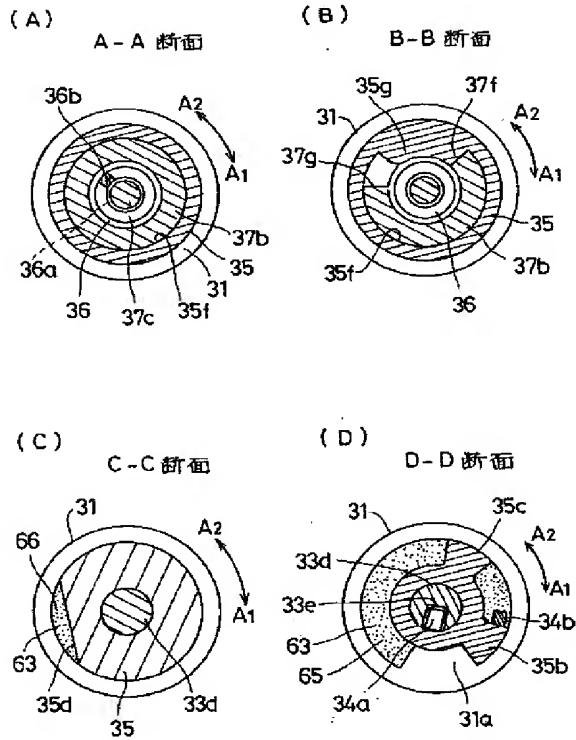 (A)
A-A 断面
36b
A2
A1
36a
36
37c
37b
35
31
35f
(B)
B-B 断面
35g
37f
31
A2
37g
A1
35
35f
37b
36
(C)
C-C 断面
31
66
A2
A1
63
35d
35
33d
(D)
D-D 断面
31
35c
A2
33d
33e
A1
63
34b
65
35b
34a
31a